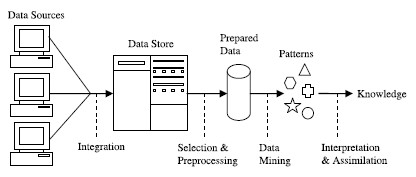 Data Sources
Data Store
Prepared
Data
Patterns
Knowledge
Integration
Selection &
Preprocessing
Data
Mining
Interpretation
& Assimilation